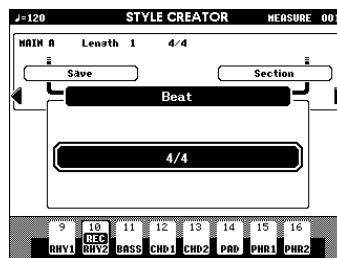 ♩=120 STYLE CREATOR MEASURE 001
MAIN A Length 1 4/4
Save Section
Beat
4/4
9 10 11 12 13 14 15 16
REC
RHY1 RHY2 BASS CHD1 CHD2 PAD PHR1 PHR2